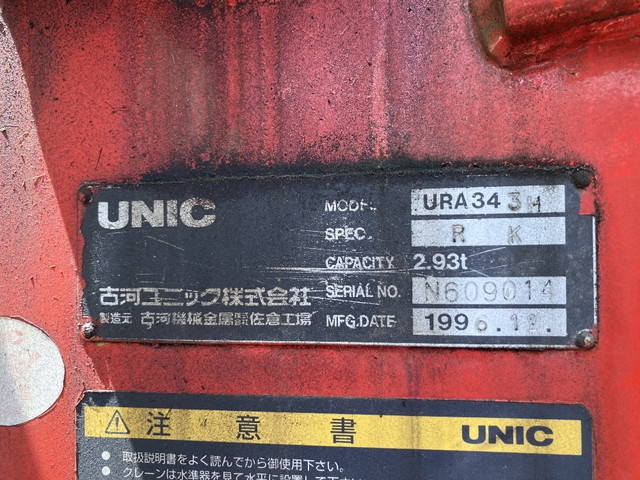 UNIC
MODEL URA343H
SPEC. R K
CAPACITY 2.93t
古河ユニック株式会社 SERIAL NO. N609014
製造元 古河機械金属㈱佐倉工場 MFG.DATE 1996.11.
注意書 UNIC
● 取扱説明書をよく読んでから御使用下さい。
● クレーンは水準器を見て水平に設置して下さい。